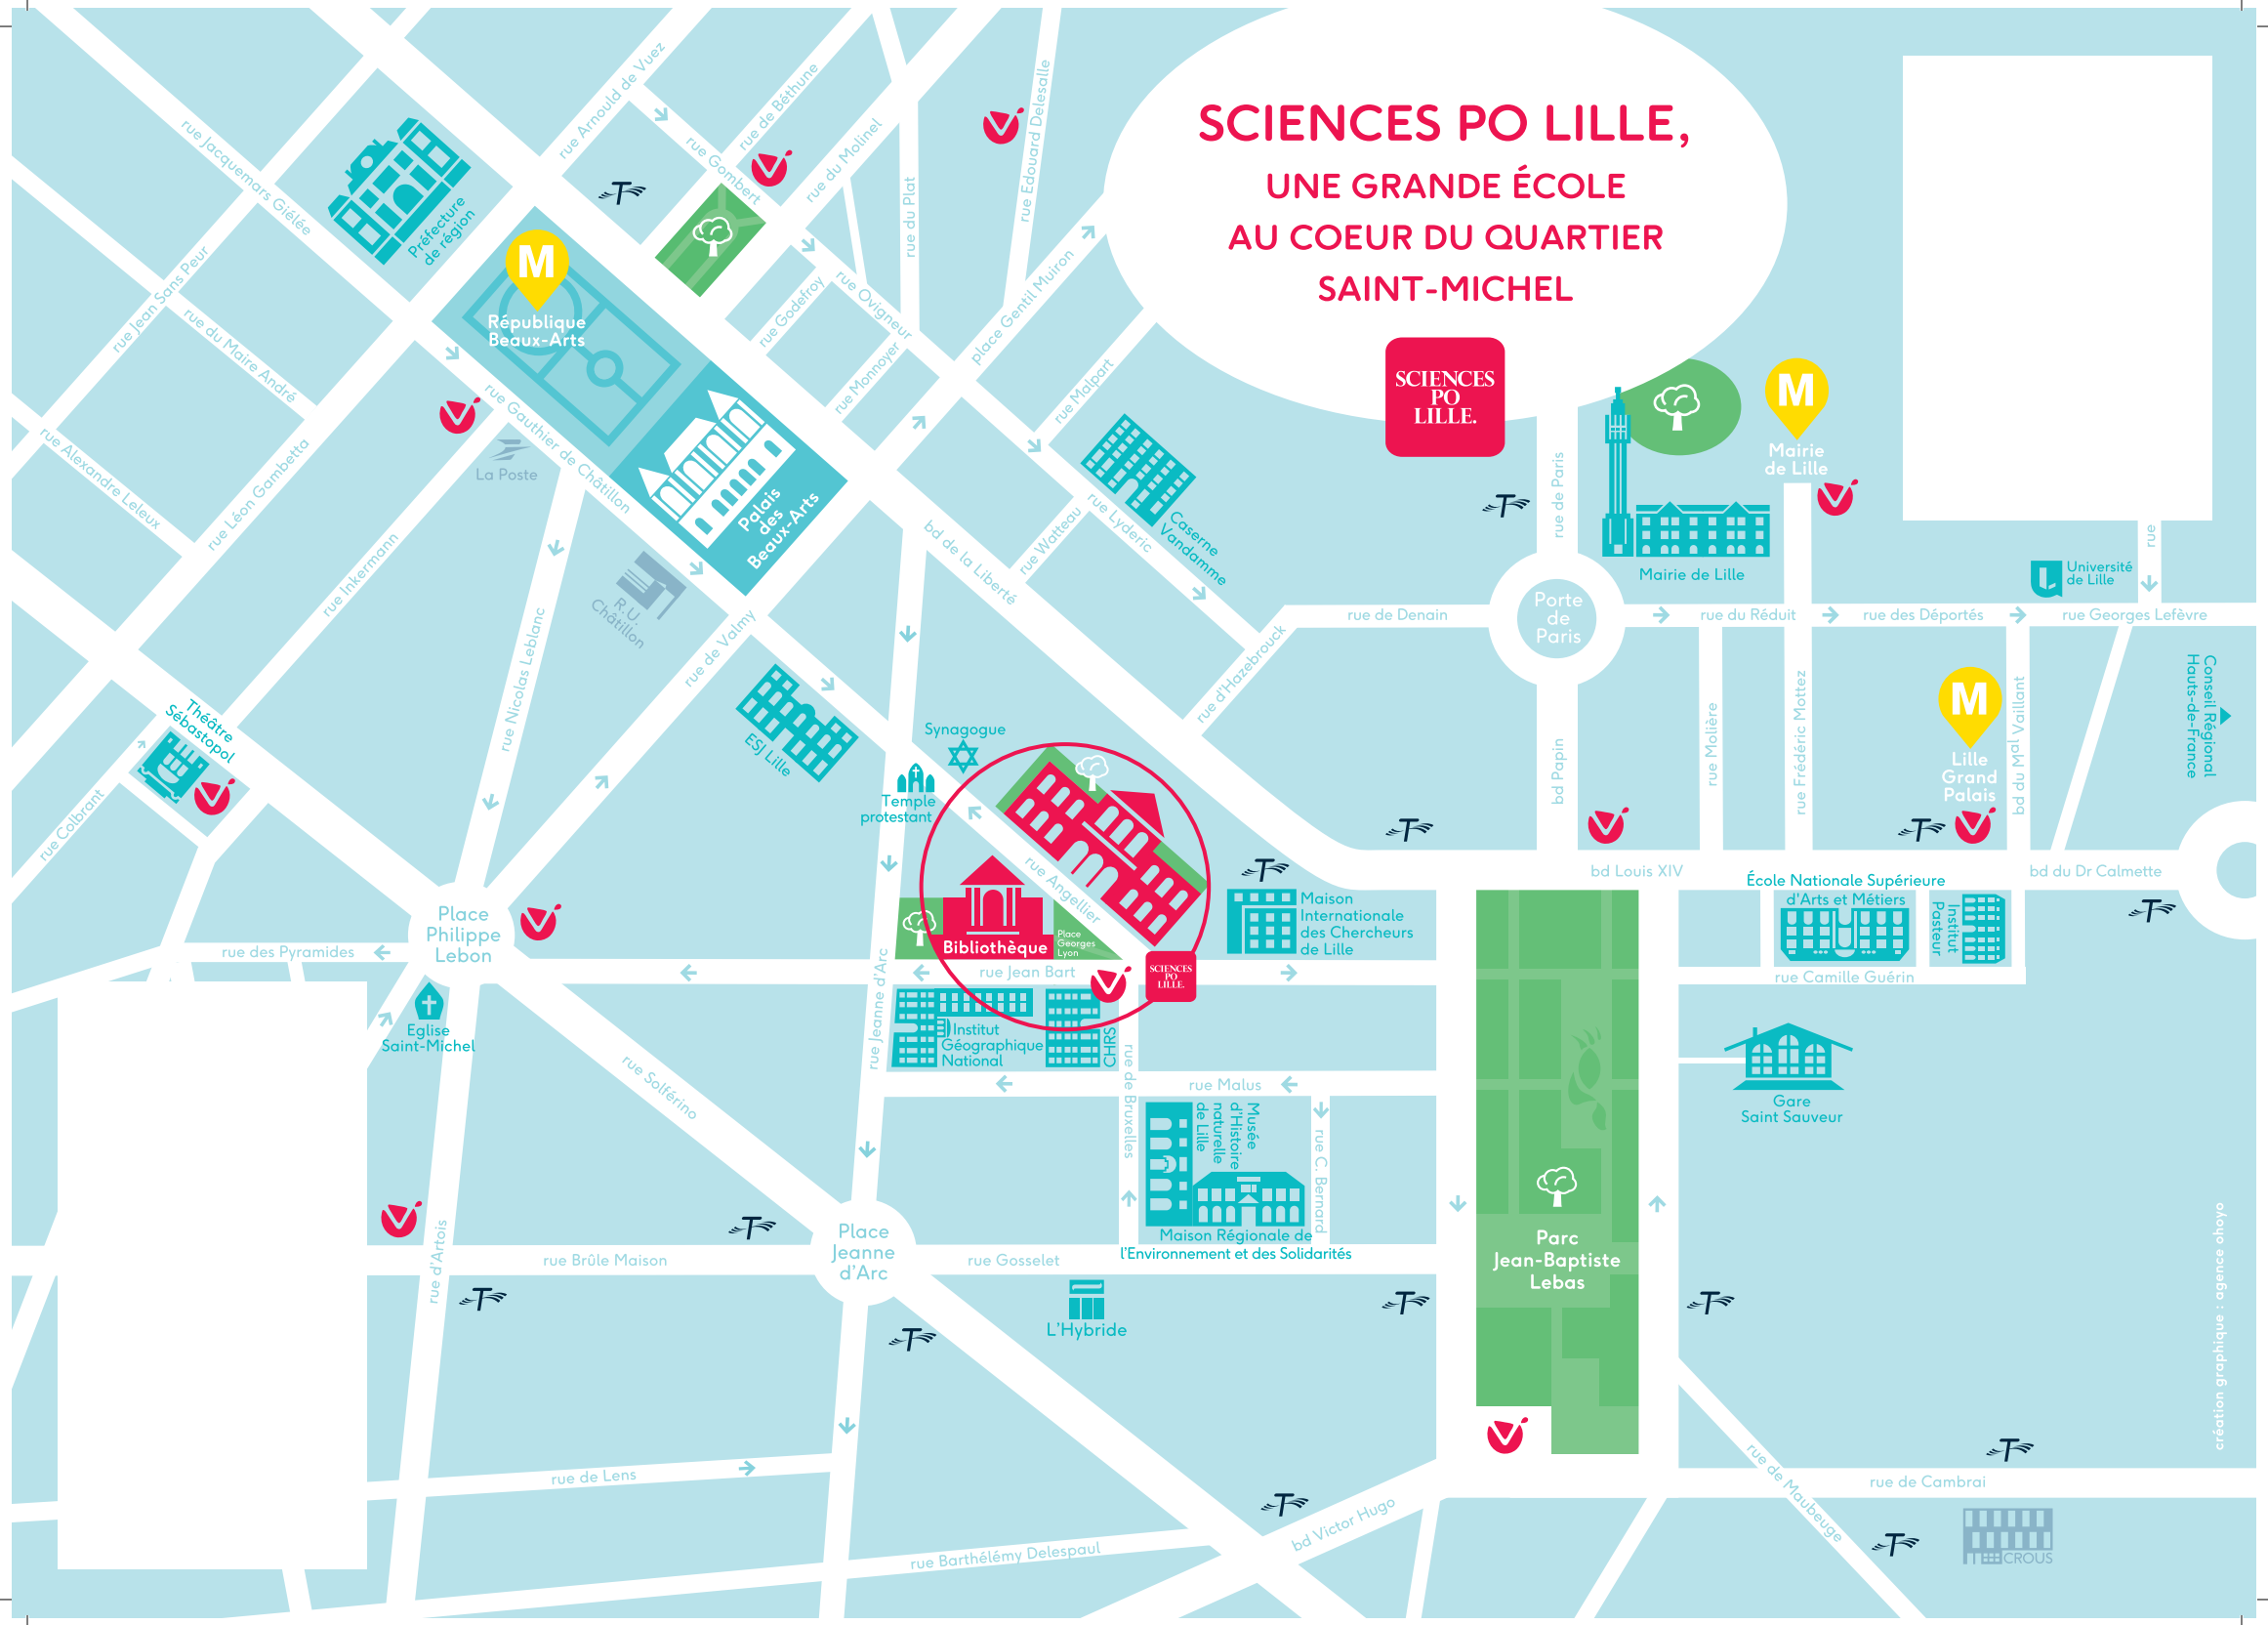 SCIENCES PO LILLE,
UNE GRANDE ÉCOLE
AU COEUR DU QUARTIER
SAINT-MICHEL
SCIENCES
PO
LILLE.
rue Jacquemars Giélée
rue Arnould de Vuez
rue de Béthune
rue Gombert
rue du Molinel
rue du Plat
rue Edouard Delesalle
Préfecture
de région
T
M
République
Beaux-Arts
rue Jean Sans Peur
rue du Maire André
rue Alexandre Leleux
rue Léon Gambetta
rue Godefroy
rue Ovigneur
rue Monnoyer
place Gentil Muiron
rue Malpart
rue Gauthier de Châtillon
La Poste
Palais
des
Beaux-Arts
rue Inkermann
R.U.
Châtillon
rue Nicolas Leblanc
rue de Valmy
bd de la Liberté
rue Watteau
rue Lyderic
Caserne
Vandamme
rue d'Hazebrouck
rue de Denain
T
rue de Paris
Porte
de
Paris
M
Mairie
de Lille
Mairie de Lille
rue du Réduit
rue des Déportés
rue Georges Lefèvre
rue
Université
de Lille
Conseil Régional
Hauts-de-France
bd Papin
rue Molière
rue Frédéric Mottez
M
Lille
Grand
Palais
bd du Mal Vaillant
Théâtre
Sébastopol
rue Colbrant
ESJ Lille
Synagogue
Temple
protestant
rue Angellier
Bibliothèque
Place
Georges
Lyon
T
Maison
Internationale
des Chercheurs
de Lille
T
T
bd Louis XIV
bd du Dr Calmette
T
École Nationale Supérieure
d'Arts et Métiers
Institut
Pasteur
rue Camille Guérin
Place
Philippe
Lebon
rue des Pyramides
rue Jean Bart
SCIENCES
PO
LILLE.
rue Jeanne d'Arc
Institut
Géographique
National
CHRS
Eglise
Saint-Michel
rue Solférino
rue de Bruxelles
rue Malus
rue C. Bernard
Musée
d'Histoire
naturelle
de Lille
Maison Régionale de
l'Environnement et des Solidarités
Gare
Saint Sauveur
Parc
Jean-Baptiste
Lebas
rue d'Artois
T
rue Brûle Maison
Place
Jeanne
d'Arc
rue Gosselet
T
T
L'Hybride
T
T
rue de Lens
rue Barthélémy Delespaul
T
bd Victor Hugo
rue de Maubeuge
T
rue de Cambrai
T
CROUS
création graphique : agence ohoyo